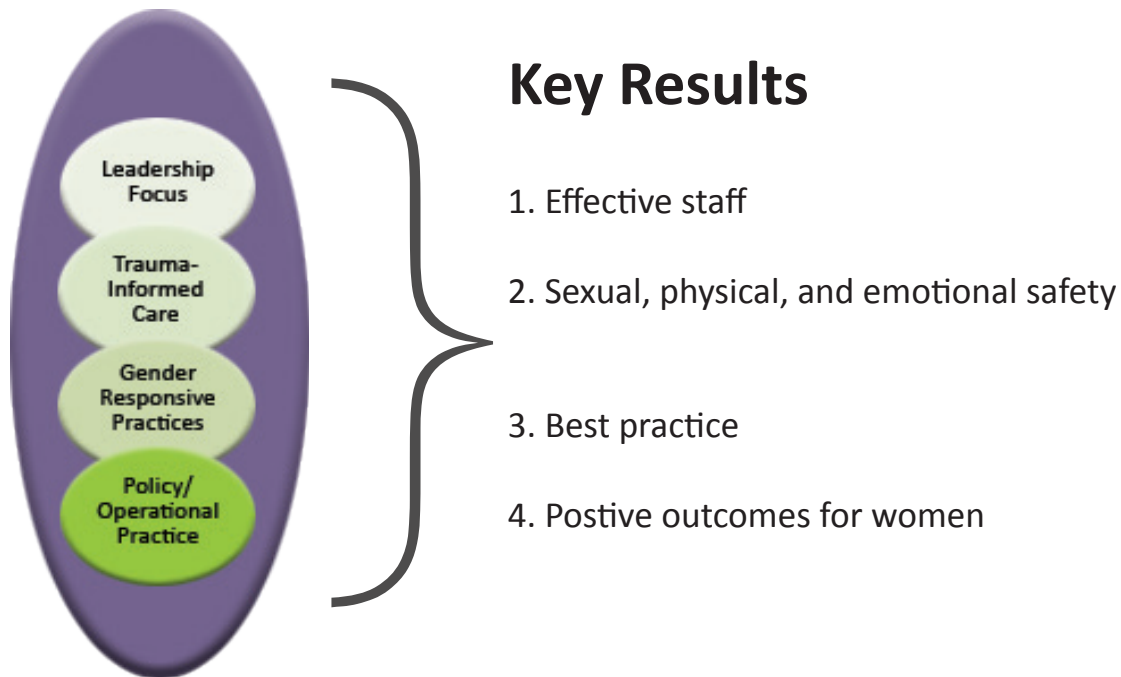 Leadership
Focus
Trauma-
Informed
Care
Gender
Responsive
Practices
Policy/
Operational
Practice
Key Results
1. Effective staff
2. Sexual, physical, and emotional safety
3. Best practice
4. Postive outcomes for women